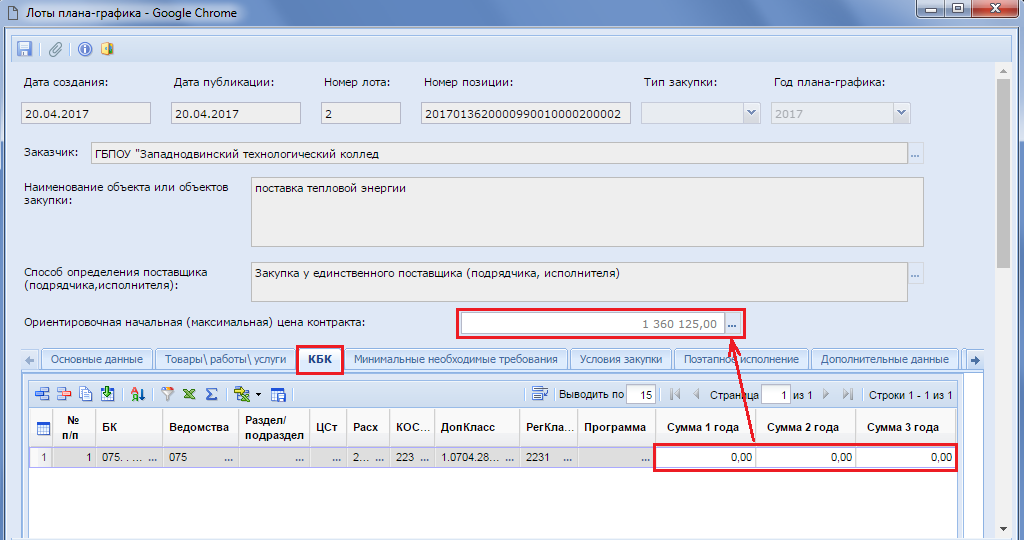 Лоты плана-графика - Google Chrome
Дата создания: Дата публикации: Номер лота: Номер позиции: Тип закупки: Год плана-графика:
20.04.2017 20.04.2017 2 2017013620000990010000200002 2017
Заказчик: ГБПОУ "Западнодвинский технологический коллед ...
Наименование объекта или объектов
закупки:
поставка тепловой энергии
Способ определения поставщика
(подрядчика,исполнителя):
Закупка у единственного поставщика (подрядчика, исполнителя) ...
Ориентировочная начальная (максимальная) цена контракта: 1 360 125,00 ...
Основные данные Товары\ работы\ услуги КБК Минимальные необходимые требования Условия закупки Поэтапное исполнение Дополнительные данные
Выводить по 15 Страница 1 из 1 Строки 1 - 1 из 1
№ п/п БК Ведомства Раздел/ подраздел ЦСт Расх КОС... ДопКласс РегКла... Программа Сумма 1 года Сумма 2 года Сумма 3 года
1 1 075. . ... ... 075 ... ... ... 2... ... 223 ... 1.0704.28... ... 2231 ... ... 0,00 0,00 0,00